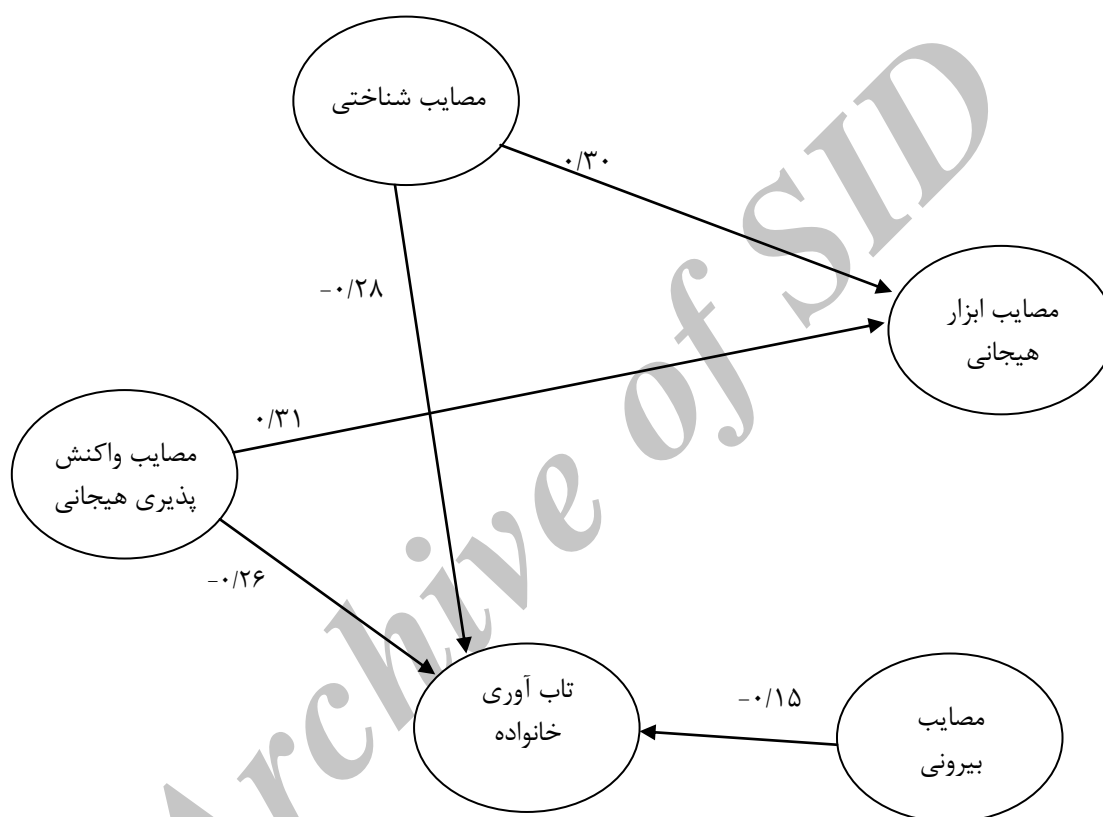 مصایب شناختی
۰/۳۰
-۰/۲۸
مصایب ابزار
هیجانی
۰/۳۱
مصایب واکنش
پذیری هیجانی
-۰/۲۶
تاب آوری
خانواده
-۰/۱۵
مصایب
بیرونی
Archive of SID